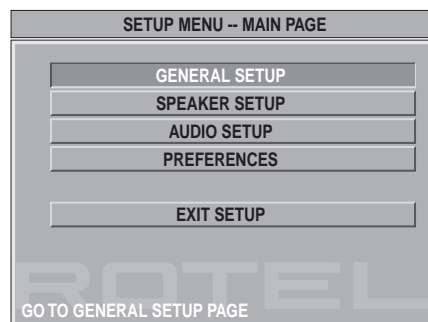 SETUP MENU -- MAIN PAGE
GENERAL SETUP
SPEAKER SETUP
AUDIO SETUP
PREFERENCES
EXIT SETUP
ROTEL
GO TO GENERAL SETUP PAGE